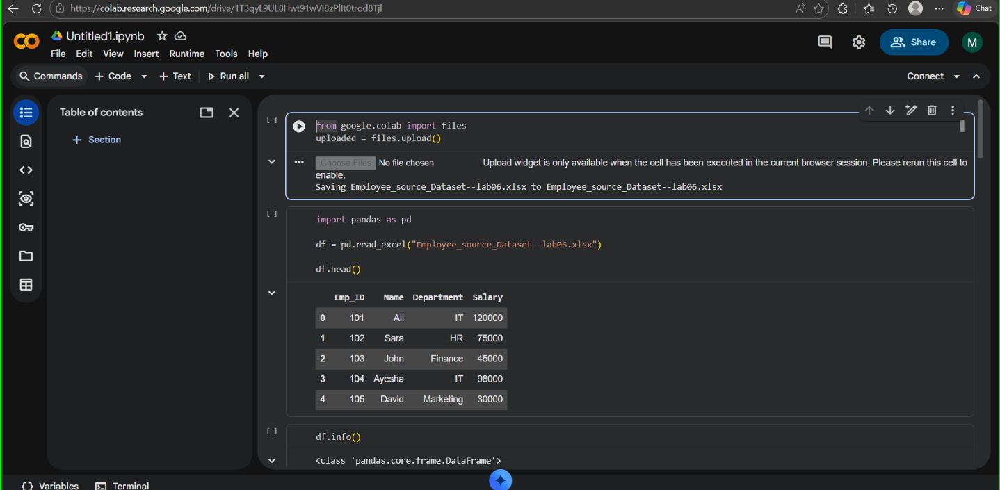 https://colab.research.google.com/drive/1T3qyL9UL8Hwt91wVI8zPlIt0trod8Tjl
Chat
Untitled1.ipynb
File Edit View Insert Runtime Tools Help
Share
M
Commands + Code + Text Run all
Connect
Table of contents
+ Section
[ ]
from google.colab import files
uploaded = files.upload()
Choose Files No file chosen Upload widget is only available when the cell has been executed in the current browser session. Please rerun this cell to
enable.
Saving Employee_source_Dataset--lab06.xlsx to Employee_source_Dataset--lab06.xlsx
[ ]
import pandas as pd
df = pd.read_excel("Employee_source_Dataset--lab06.xlsx")
df.head()
Emp_ID Name Department Salary
0 101 Ali IT 120000
1 102 Sara HR 75000
2 103 John Finance 45000
3 104 Ayesha IT 98000
4 105 David Marketing 30000
[ ]
df.info()
<class 'pandas.core.frame.DataFrame'>
{} Variables Terminal